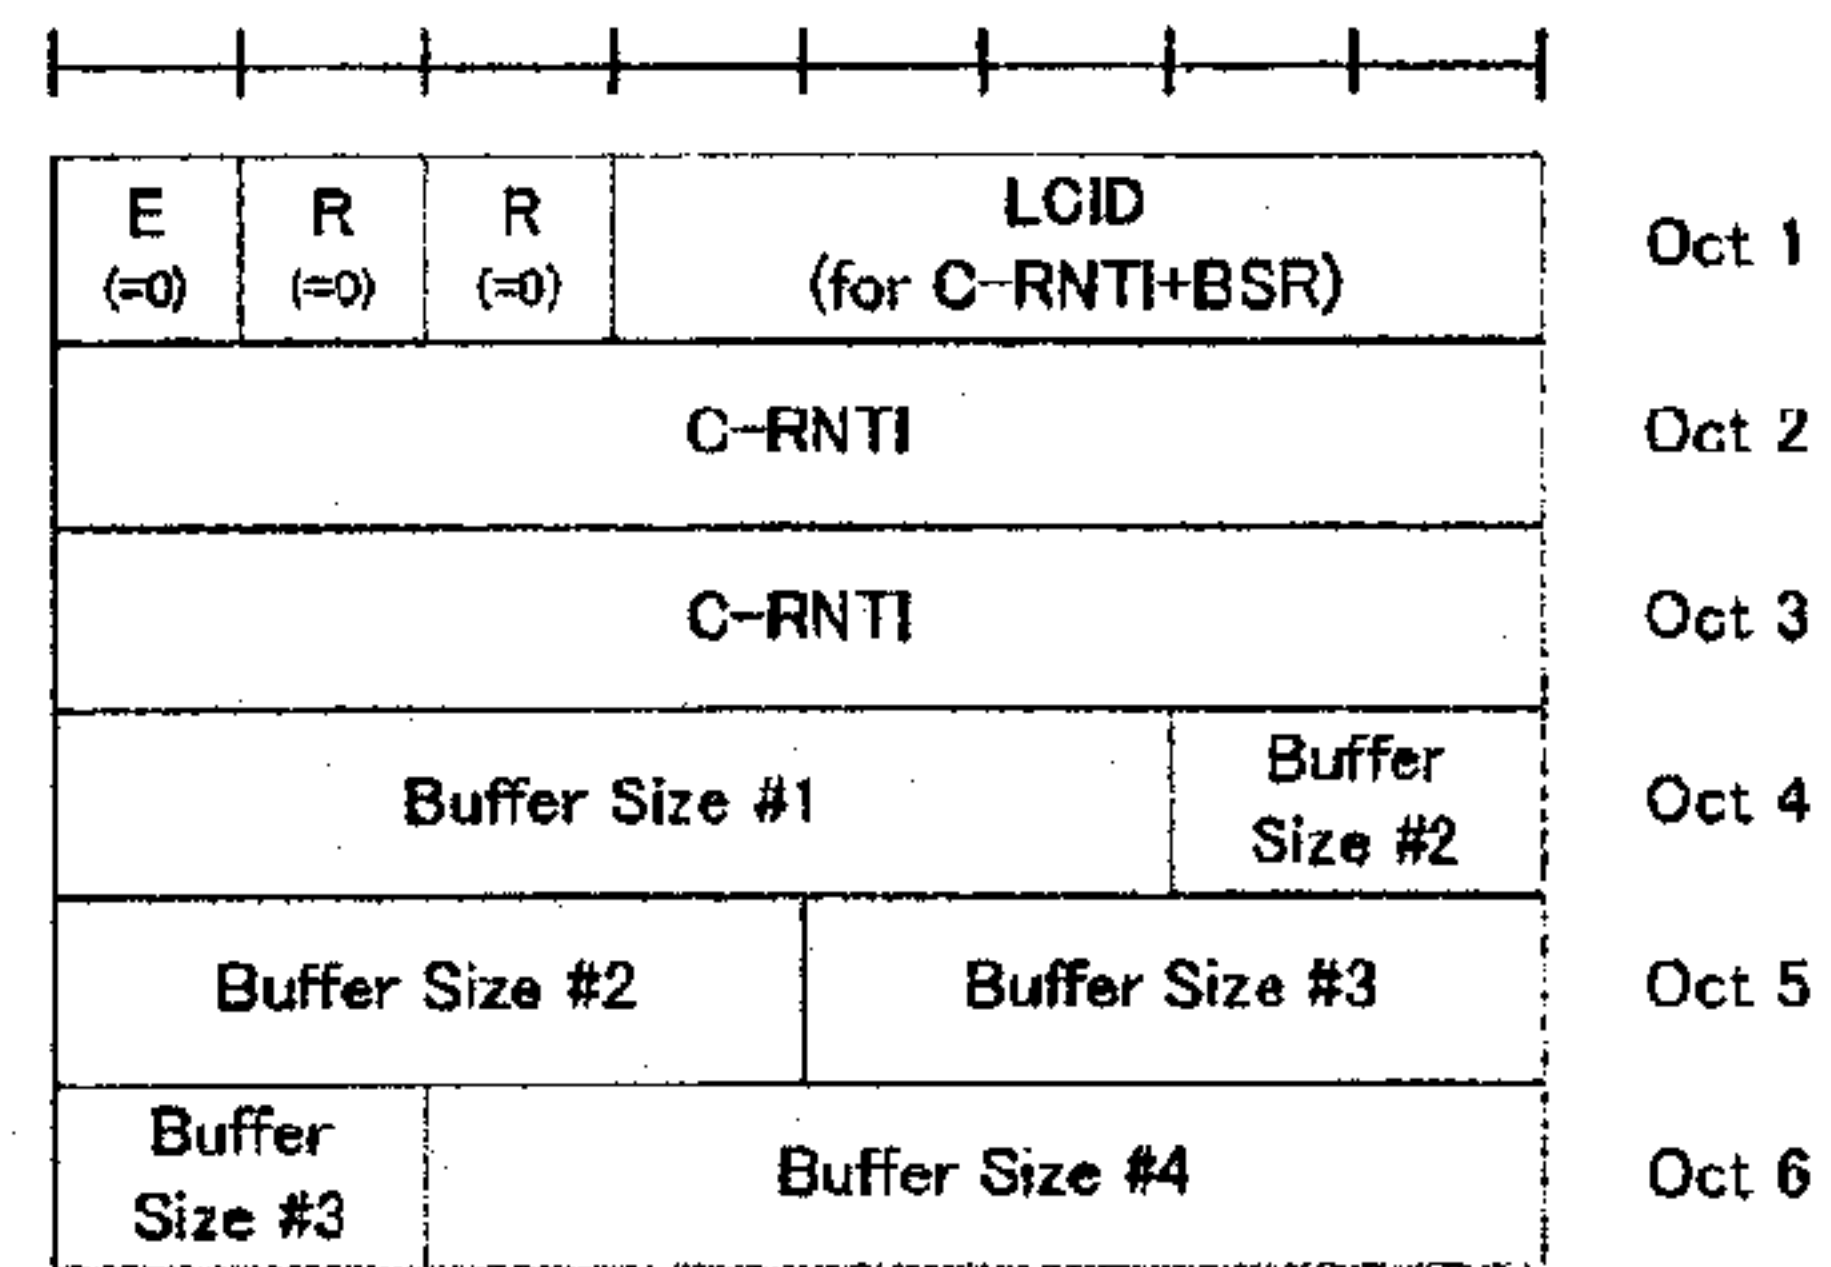 E R R LCID
(=0) (=0) (=0) (for C-RNTI+BSR) Oct 1
C-RNTI Oct 2
C-RNTI Oct 3
Buffer Size #1 Buffer Size #2 Oct 4
Buffer Size #2 Buffer Size #3 Oct 5
Buffer Size #3 Buffer Size #4 Oct 6